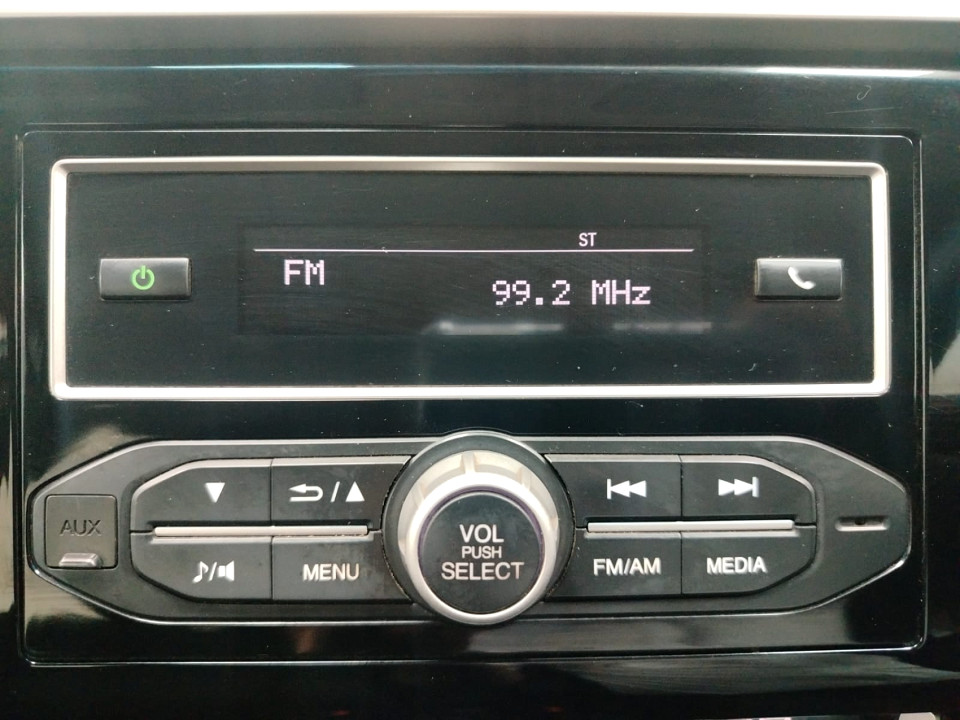 ST
FM
99.2 MHz
AUX
VOL
PUSH
SELECT
MENU
FM/AM
MEDIA